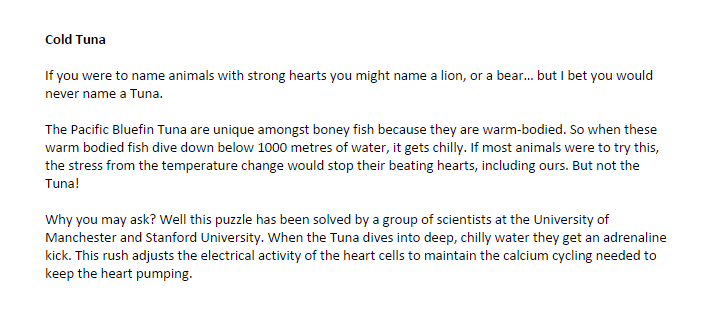 Cold Tuna
If you were to name animals with strong hearts you might name a lion, or a bear... but I bet you would
never name a Tuna.
The Pacific Bluefin Tuna are unique amongst boney fish because they are warm-bodied. So when these
warm bodied fish dive down below 1000 metres of water, it gets chilly. If most animals were to try this,
the stress from the temperature change would stop their beating hearts, including ours. But not the
Tuna!
Why you may ask? Well this puzzle has been solved by a group of scientists at the University of
Manchester and Stanford University. When the Tuna dives into deep, chilly water they get an adrenaline
kick. This rush adjusts the electrical activity of the heart cells to maintain the calcium cycling needed to
keep the heart pumping.